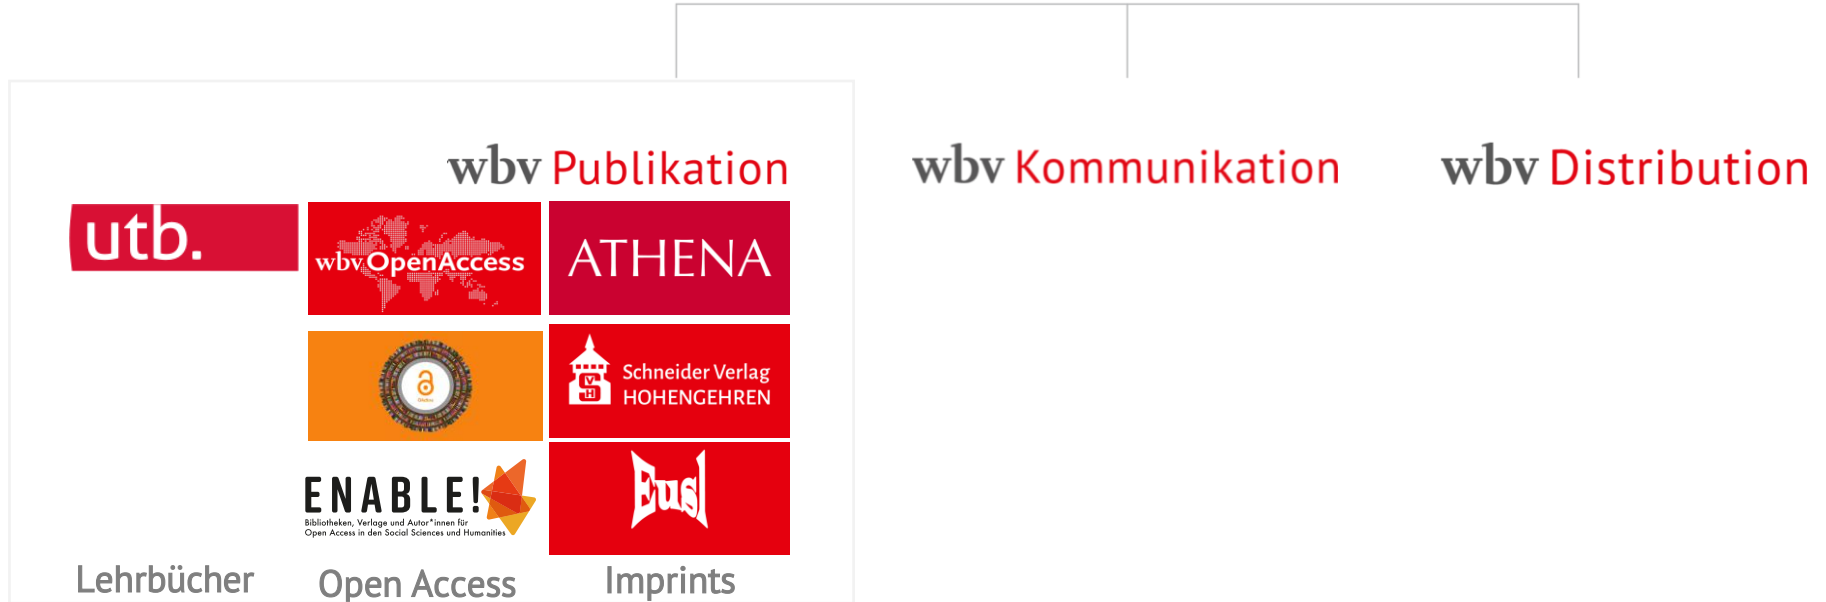 wbv Publikation
wbv Kommunikation
wbv Distribution
utb.
wbv OpenAccess
ATHENA
Schneider Verlag
HOHENGEHREN
ENABLE!
Bibliotheken, Verlage und Autor*innen für
Open Access in den Social Sciences und Humanities
Eusl
Lehrbücher
Open Access
Imprints